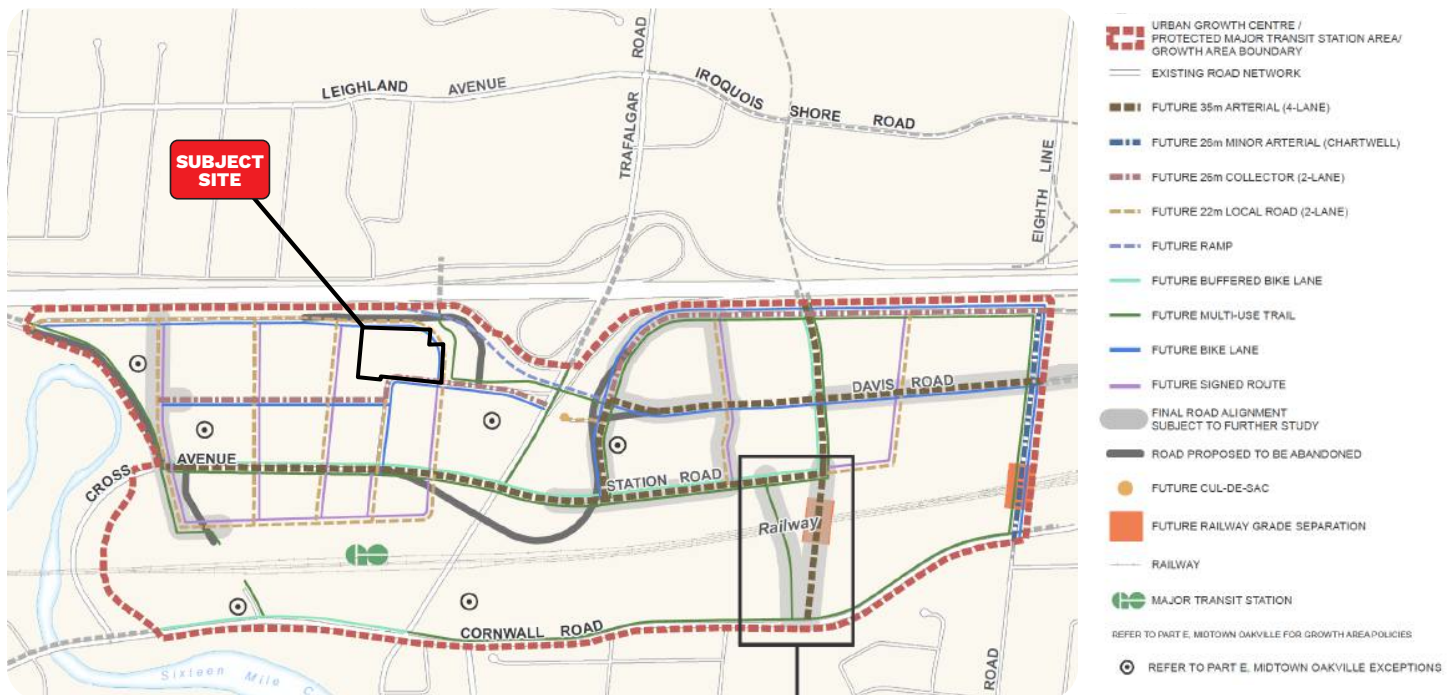 ROAD
LEIGHLAND AVENUE
IROQUOIS SHORE ROAD
TRAFALGAR
EIGHTH LINE
SUBJECT
SITE
DAVIS ROAD
AVENUE
CROSS
STATION ROAD
Railway
GO
CORNWALL ROAD
ROAD
Sixteen Mile C
URBAN GROWTH CENTRE /
PROTECTED MAJOR TRANSIT STATION AREA/
GROWTH AREA BOUNDARY
EXISTING ROAD NETWORK
FUTURE 35m ARTERIAL (4-LANE)
FUTURE 26m MINOR ARTERIAL (CHARTWELL)
FUTURE 26m COLLECTOR (2-LANE)
FUTURE 22m LOCAL ROAD (2-LANE)
FUTURE RAMP
FUTURE BUFFERED BIKE LANE
FUTURE MULTI-USE TRAIL
FUTURE BIKE LANE
FUTURE SIGNED ROUTE
FINAL ROAD ALIGNMENT
SUBJECT TO FURTHER STUDY
ROAD PROPOSED TO BE ABANDONED
FUTURE CUL-DE-SAC
FUTURE RAILWAY GRADE SEPARATION
RAILWAY
GO MAJOR TRANSIT STATION
REFER TO PART E, MIDTOWN OAKVILLE FOR GROWTH AREA POLICIES
REFER TO PART E, MIDTOWN OAKVILLE EXCEPTIONS